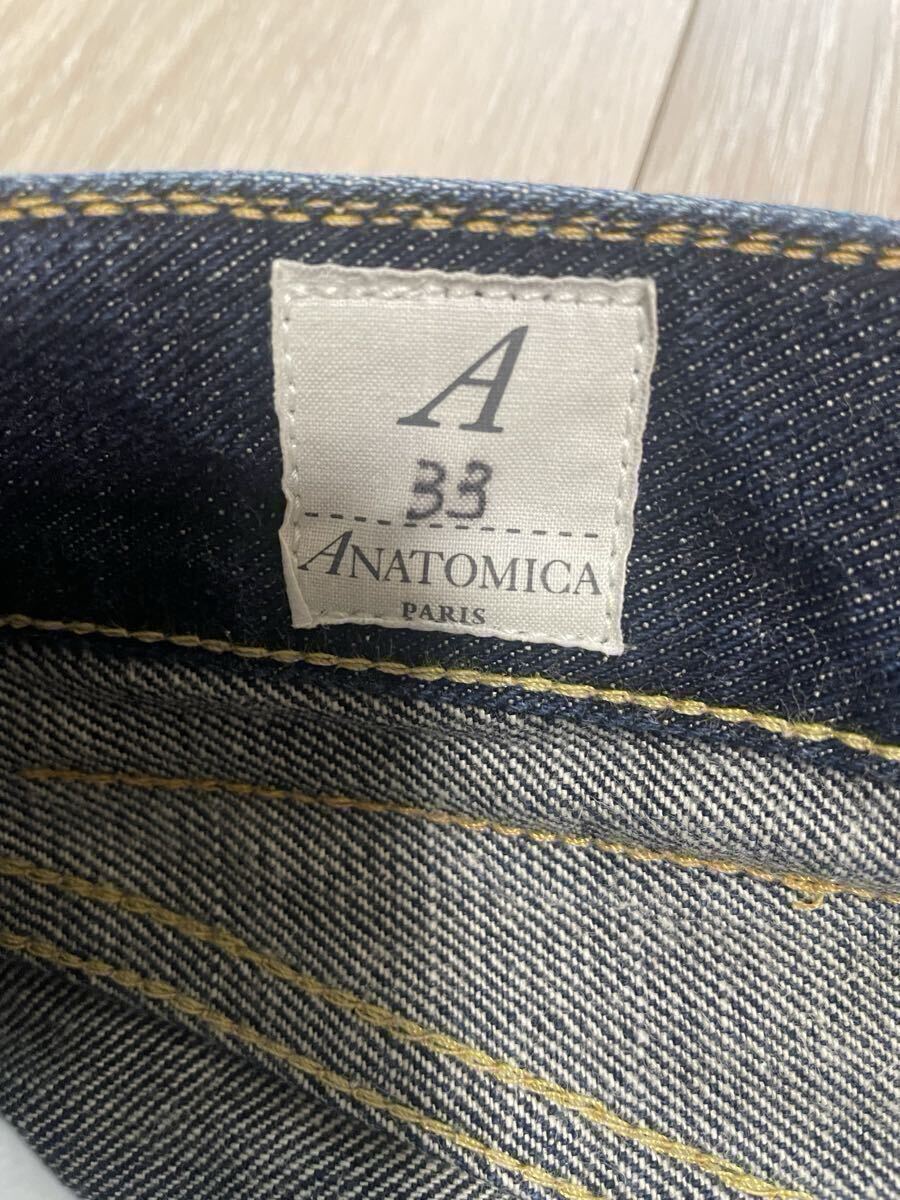 A
33
ANATOMICA
PARIS